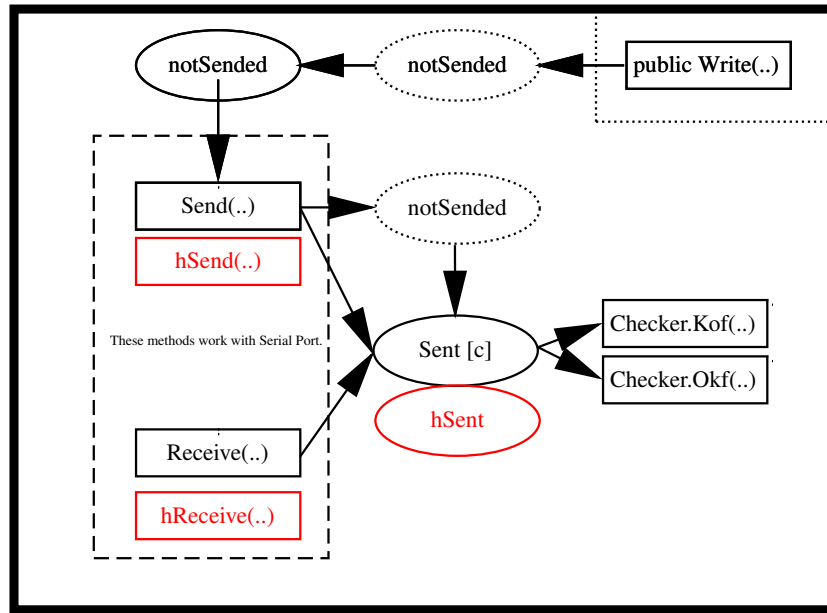 notSended
notSended
public Write(..)
Send(..)
notSended
hSend(..)
These methods work with Serial Port.
Sent [c]
Checker.Kof(..)
Checker.Okf(..)
hSent
Receive(..)
hReceive(..)